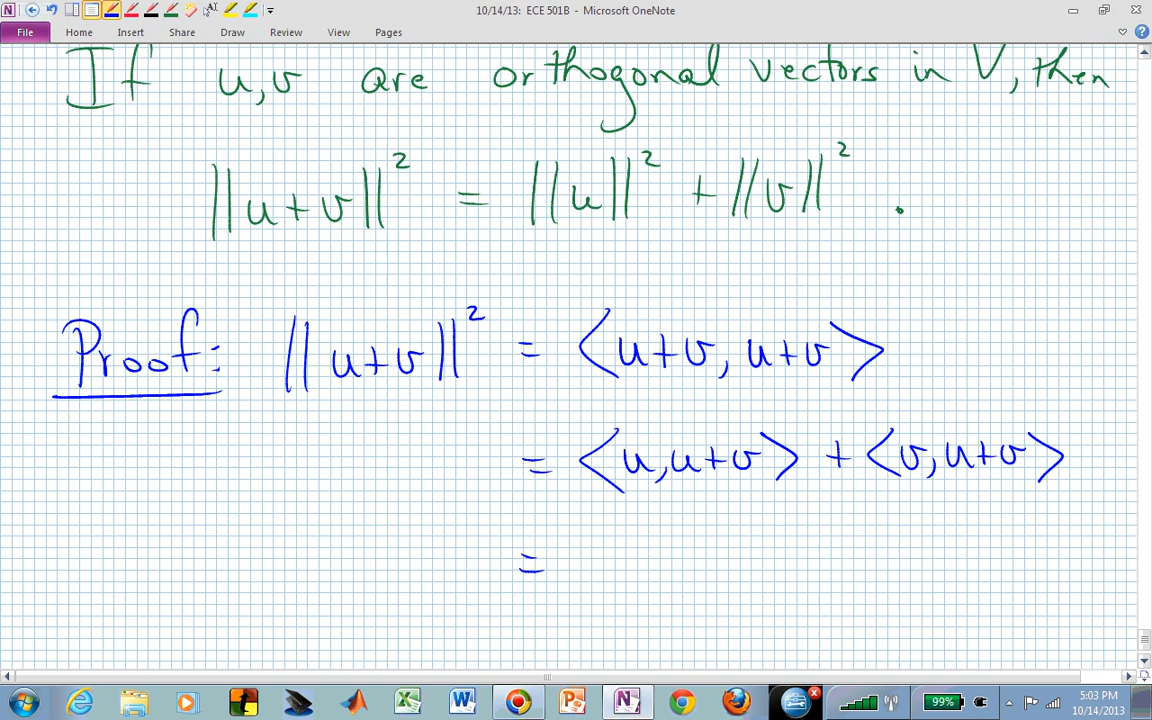 10/14/13: ECE 501B - Microsoft OneNote
File Home Insert Share Draw Review View Pages
If u,v are orthogonal vectors in V, then
||u+v||² = ||u||² + ||v||² .
Proof: ||u+v||² = <u+v, u+v>
= <u,u+v> + <v,u+v>
=
99% 5:03 PM
10/14/2013